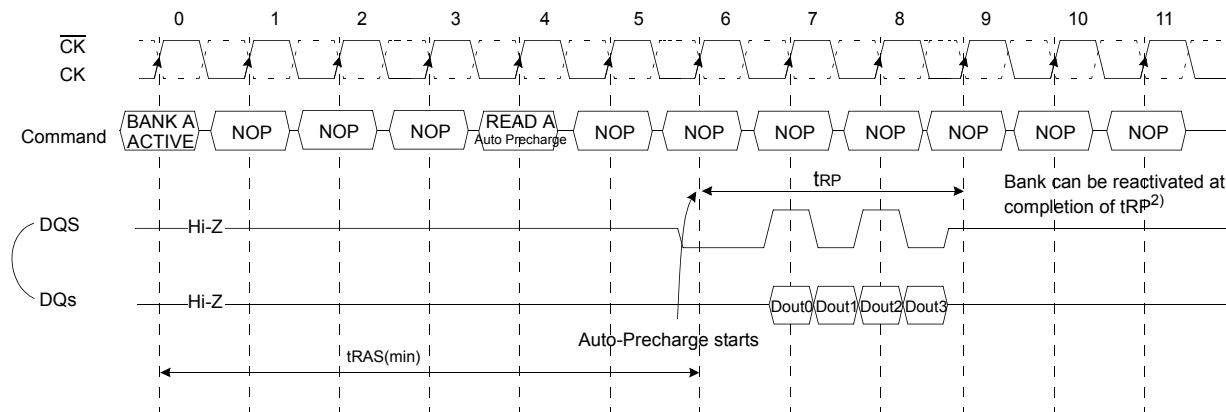 0 1 2 3 4 5 6 7 8 9 10 11
CK
CK
Command
BANK A
ACTIVE
NOP NOP NOP
READ A
Auto Precharge
NOP NOP NOP NOP NOP NOP NOP
tRP
Bank can be reactivated at
completion of tRP2)
DQS
Hi-Z
DQs
Hi-Z
Dout0 Dout1 Dout2 Dout3
Auto-Precharge starts
tRAS(min)